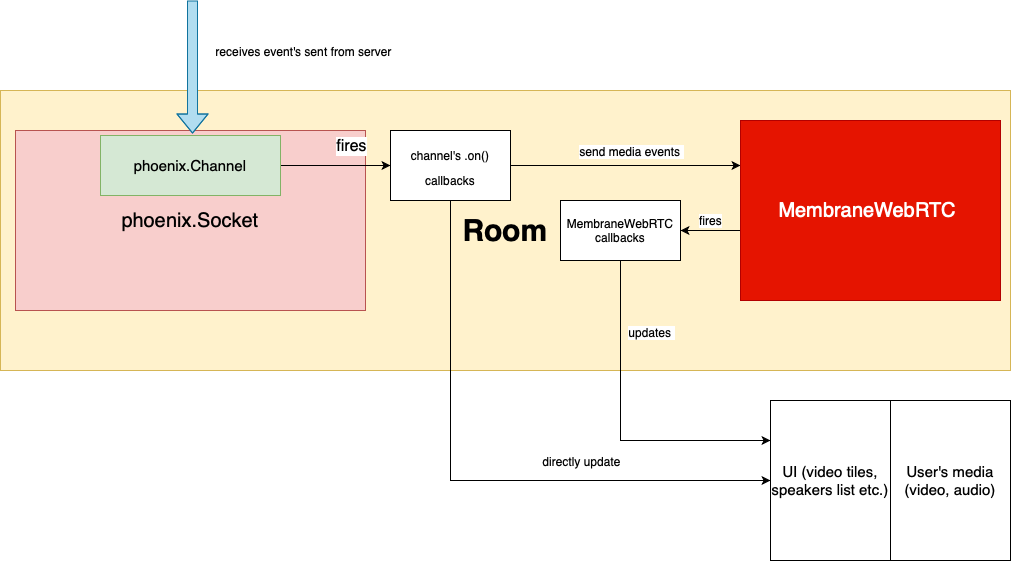 receives event's sent from server
fires
channel's .on()
callbacks
send media events
phoenix.Channel
phoenix.Socket
Room
MembraneWebRTC
callbacks
fires
MembraneWebRTC
updates
directly update
UI (video tiles,
speakers list etc.)
User's media
(video, audio)